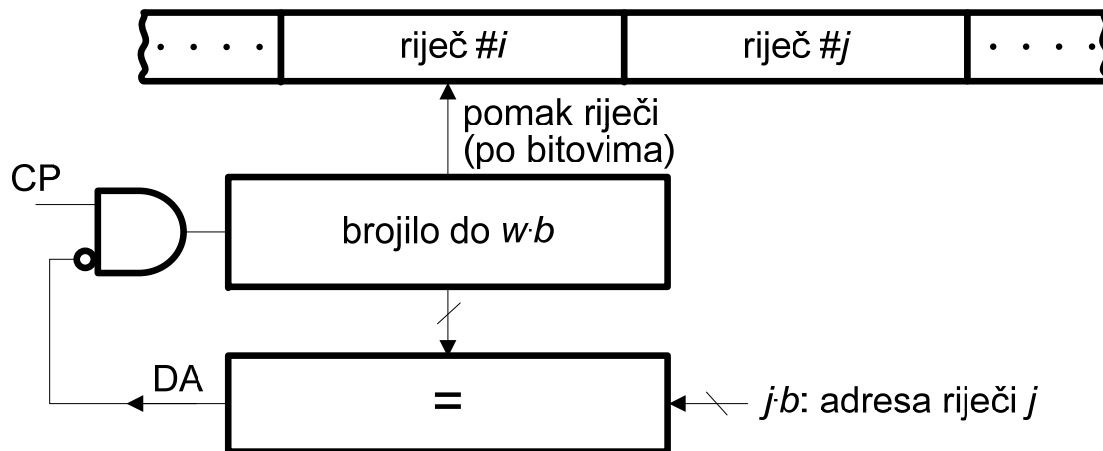 . . . . riječ #i riječ #j . . . .
pomak riječi
(po bitovima)
CP
brojilo do w·b
DA
=
j·b: adresa riječi j